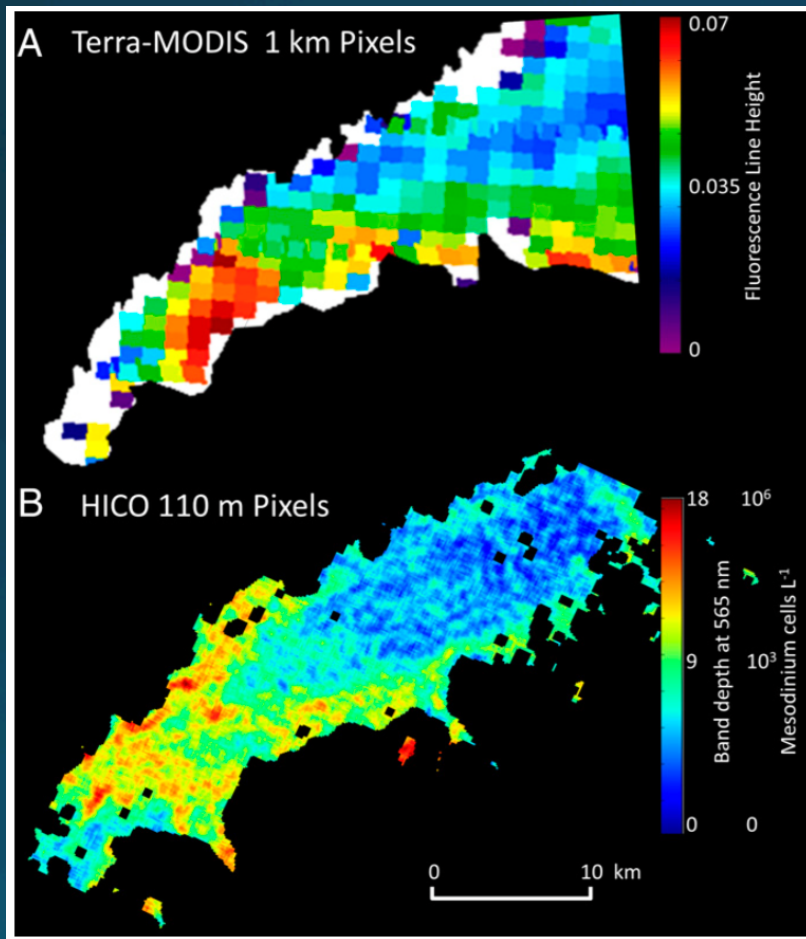 A Terra-MODIS 1 km Pixels
0.07
0.035
0
Fluorescence Line Height
B HICO 110 m Pixels
18 10⁶
9 10³
0 0
Band depth at 565 nm
Mesodinium cells L⁻¹
0 10 km